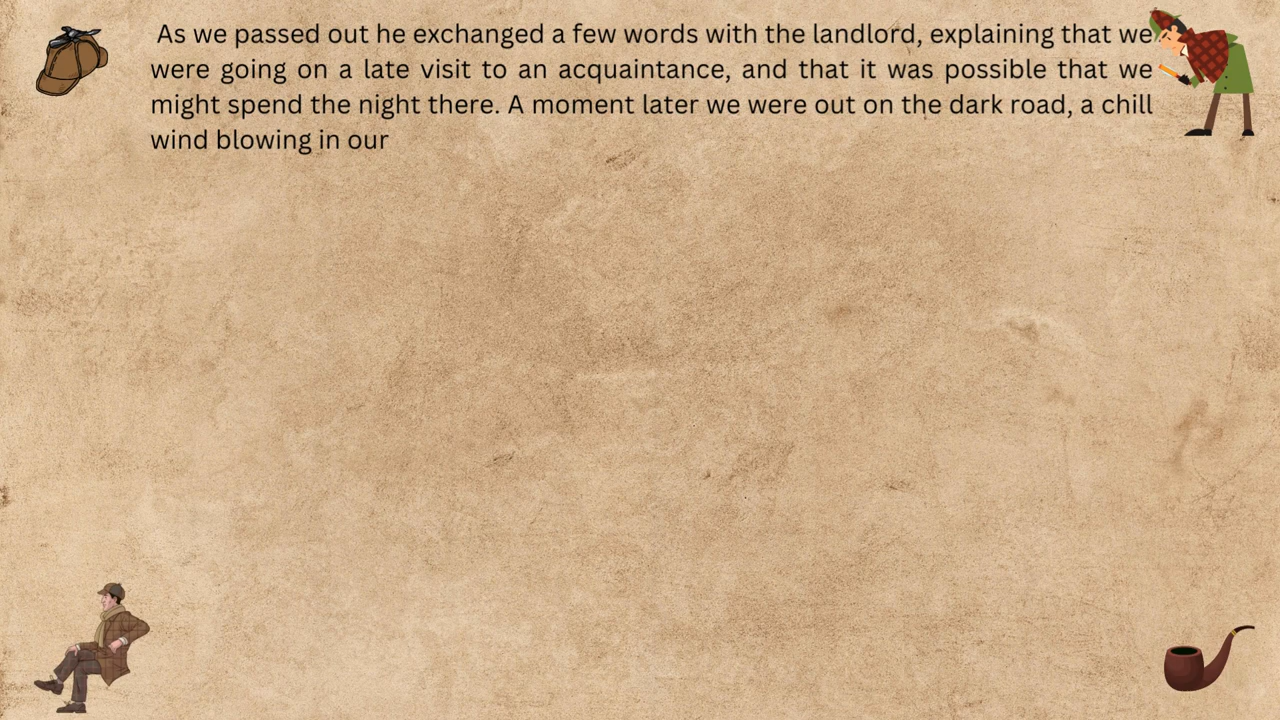 As we passed out he exchanged a few words with the landlord, explaining that we
were going on a late visit to an acquaintance, and that it was possible that we
might spend the night there. A moment later we were out on the dark road, a chill
wind blowing in our